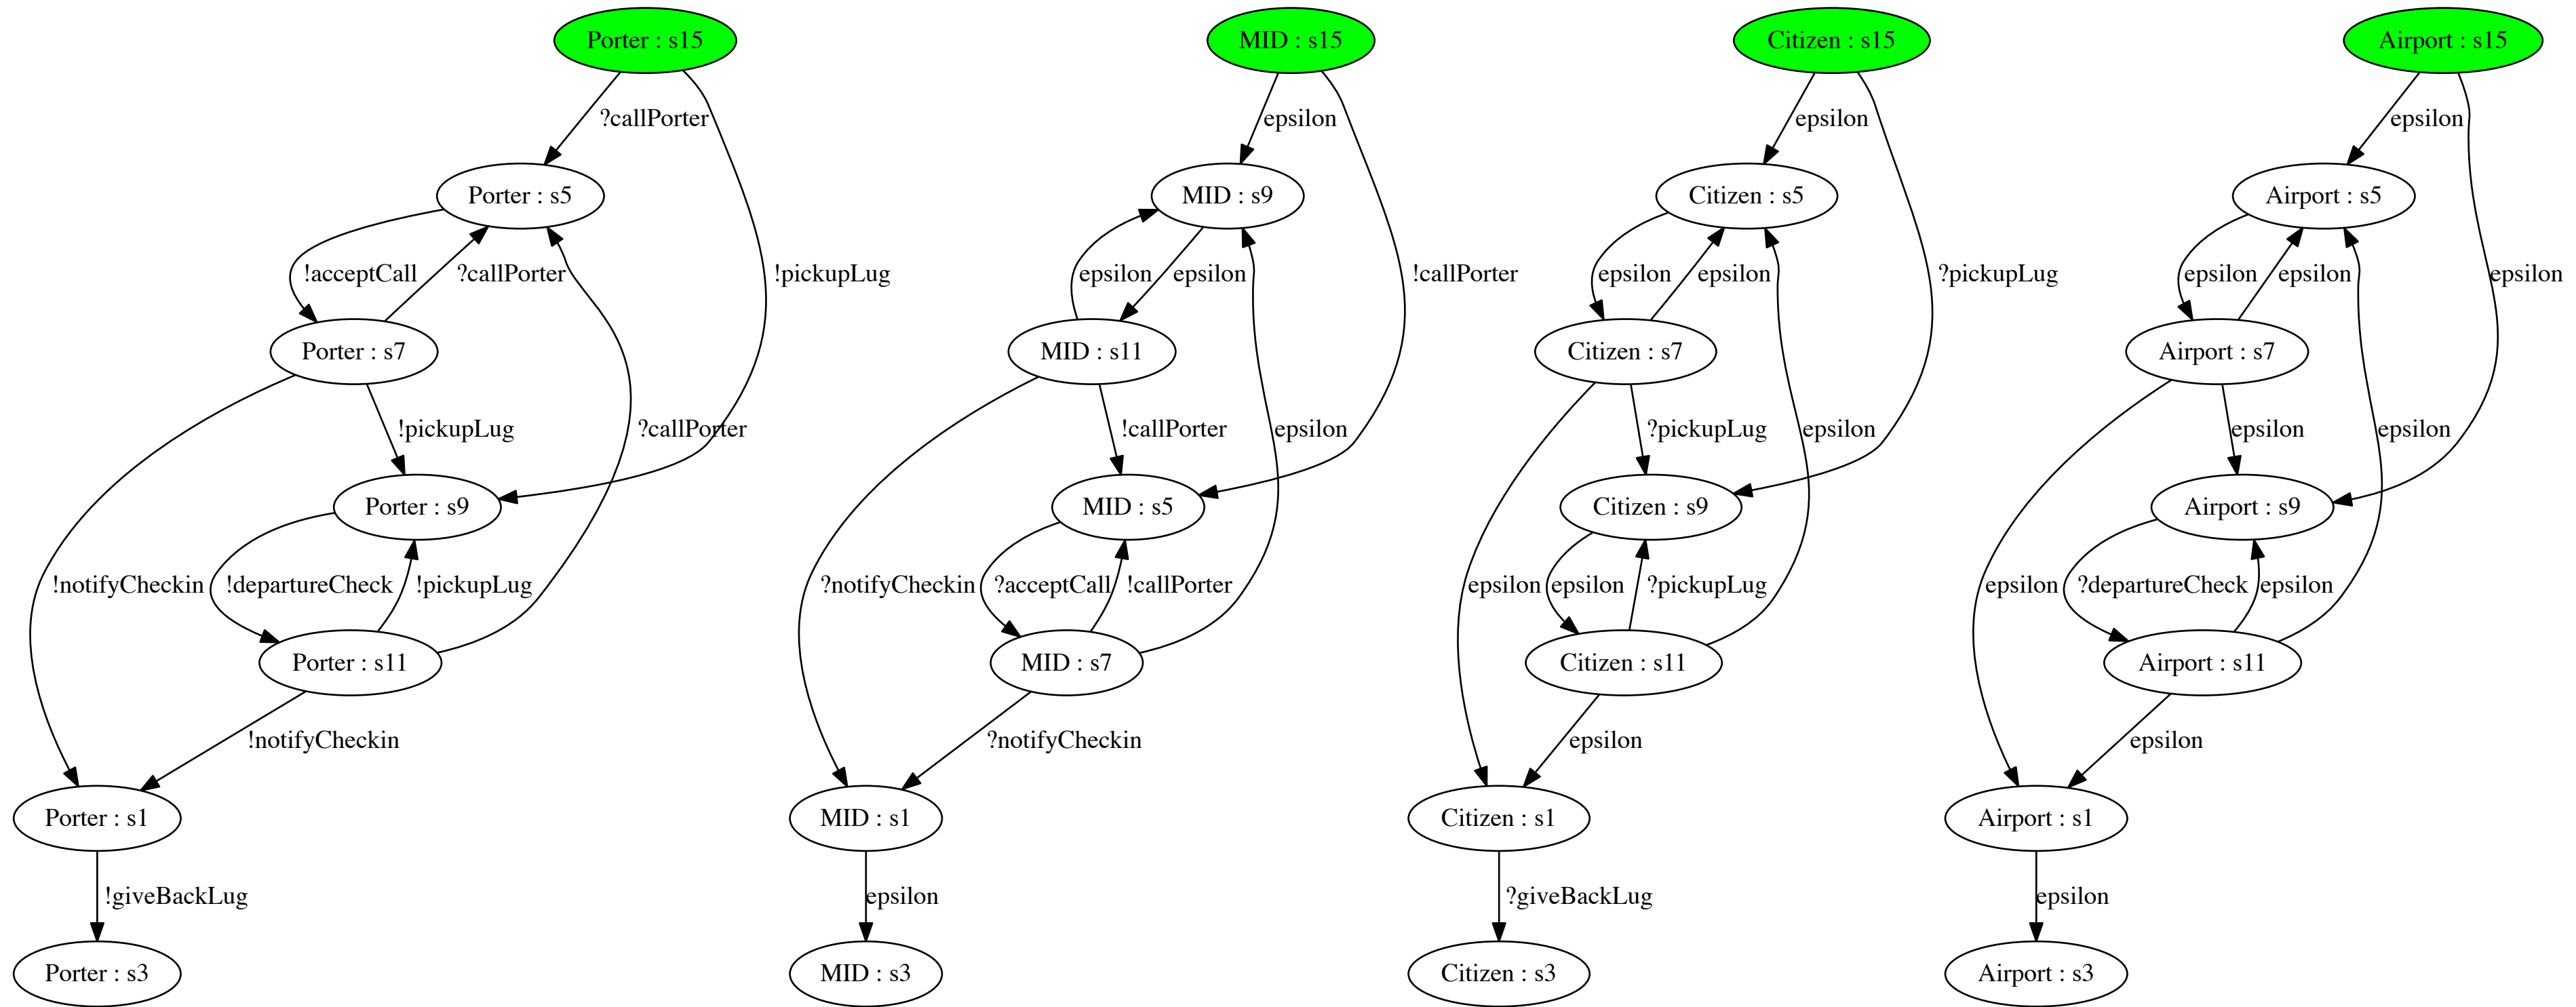 Porter : s15
MID : s15
Citizen : s15
Airport : s15
?callPorter
epsilon
epsilon
epsilon
Porter : s5
MID : s9
Citizen : s5
Airport : s5
!acceptCall
?callPorter
!pickupLug
epsilon
epsilon
!callPorter
epsilon
epsilon
?pickupLug
epsilon
epsilon
epsilon
Porter : s7
MID : s11
Citizen : s7
Airport : s7
!pickupLug
?callPorter
!callPorter
epsilon
?pickupLug
epsilon
epsilon
epsilon
Porter : s9
MID : s5
Citizen : s9
Airport : s9
!notifyCheckin
!departureCheck
!pickupLug
?notifyCheckin
?acceptCall
!callPorter
epsilon
epsilon
?pickupLug
epsilon
?departureCheck
epsilon
Porter : s11
MID : s7
Citizen : s11
Airport : s11
!notifyCheckin
?notifyCheckin
epsilon
epsilon
Porter : s1
MID : s1
Citizen : s1
Airport : s1
!giveBackLug
epsilon
?giveBackLug
epsilon
Porter : s3
MID : s3
Citizen : s3
Airport : s3